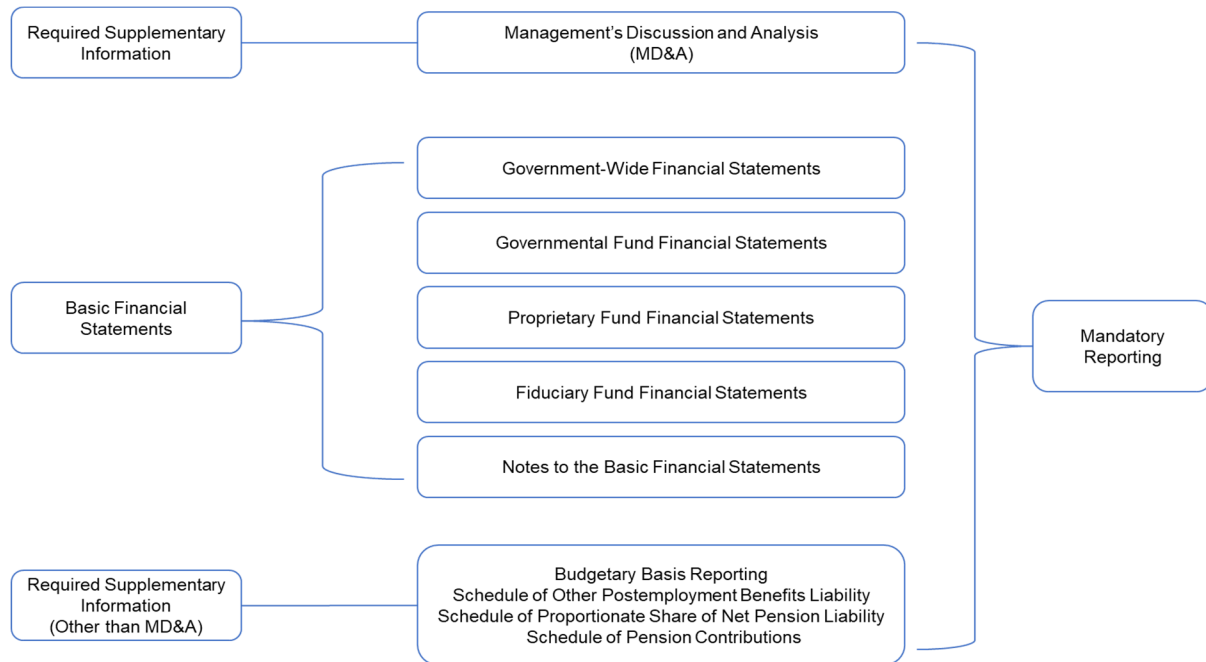 Required Supplementary
Information
Management’s Discussion and Analysis
(MD&A)
Government-Wide Financial Statements
Governmental Fund Financial Statements
Basic Financial
Statements
Proprietary Fund Financial Statements
Mandatory
Reporting
Fiduciary Fund Financial Statements
Notes to the Basic Financial Statements
Required Supplementary
Information
(Other than MD&A)
Budgetary Basis Reporting
Schedule of Other Postemployment Benefits Liability
Schedule of Proportionate Share of Net Pension Liability
Schedule of Pension Contributions